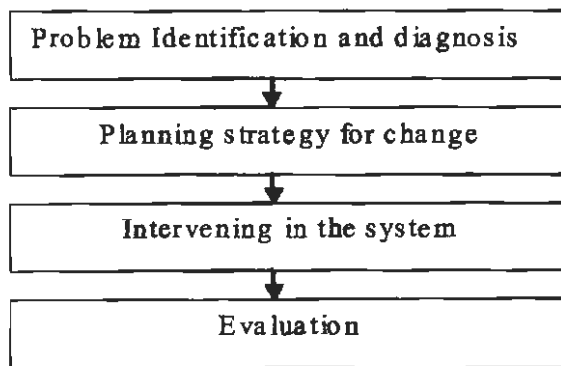 Problem Identification and diagnosis
Planning strategy for change
Intervening in the system
Evaluation